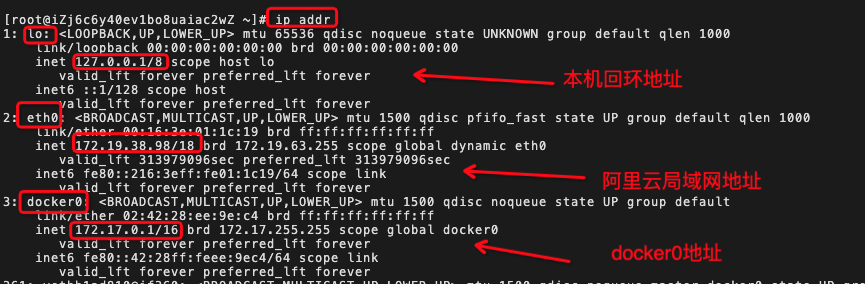 [root@iZj6c6y40ev1bo8uaiac2wZ ~]# ip addr
1: lo: <LOOPBACK,UP,LOWER_UP> mtu 65536 qdisc noqueue state UNKNOWN group default qlen 1000
link/loopback 00:00:00:00:00:00 brd 00:00:00:00:00:00
inet 127.0.0.1/8 scope host lo
valid_lft forever preferred_lft forever
本机回环地址
inet6 ::1/128 scope host
valid_lft forever preferred_lft forever
2: eth0: <BROADCAST,MULTICAST,UP,LOWER_UP> mtu 1500 qdisc pfifo_fast state UP group default qlen 1000
link/ether 00:16:3e:01:1c:19 brd ff:ff:ff:ff:ff:ff
inet 172.19.38.98/18 brd 172.19.63.255 scope global dynamic eth0
valid_lft 313979096sec preferred_lft 313979096sec
inet6 fe80::216:3eff:fe01:1c19/64 scope link
阿里云局域网地址
valid_lft forever preferred_lft forever
3: docker0: <BROADCAST,MULTICAST,UP,LOWER_UP> mtu 1500 qdisc noqueue state UP group default
link/ether 02:42:28:ee:9e:c4 brd ff:ff:ff:ff:ff:ff
inet 172.17.0.1/16 brd 172.17.255.255 scope global docker0
valid_lft forever preferred_lft forever
docker0地址
inet6 fe80::42:28ff:feee:9ec4/64 scope link
valid_lft forever preferred_lft forever